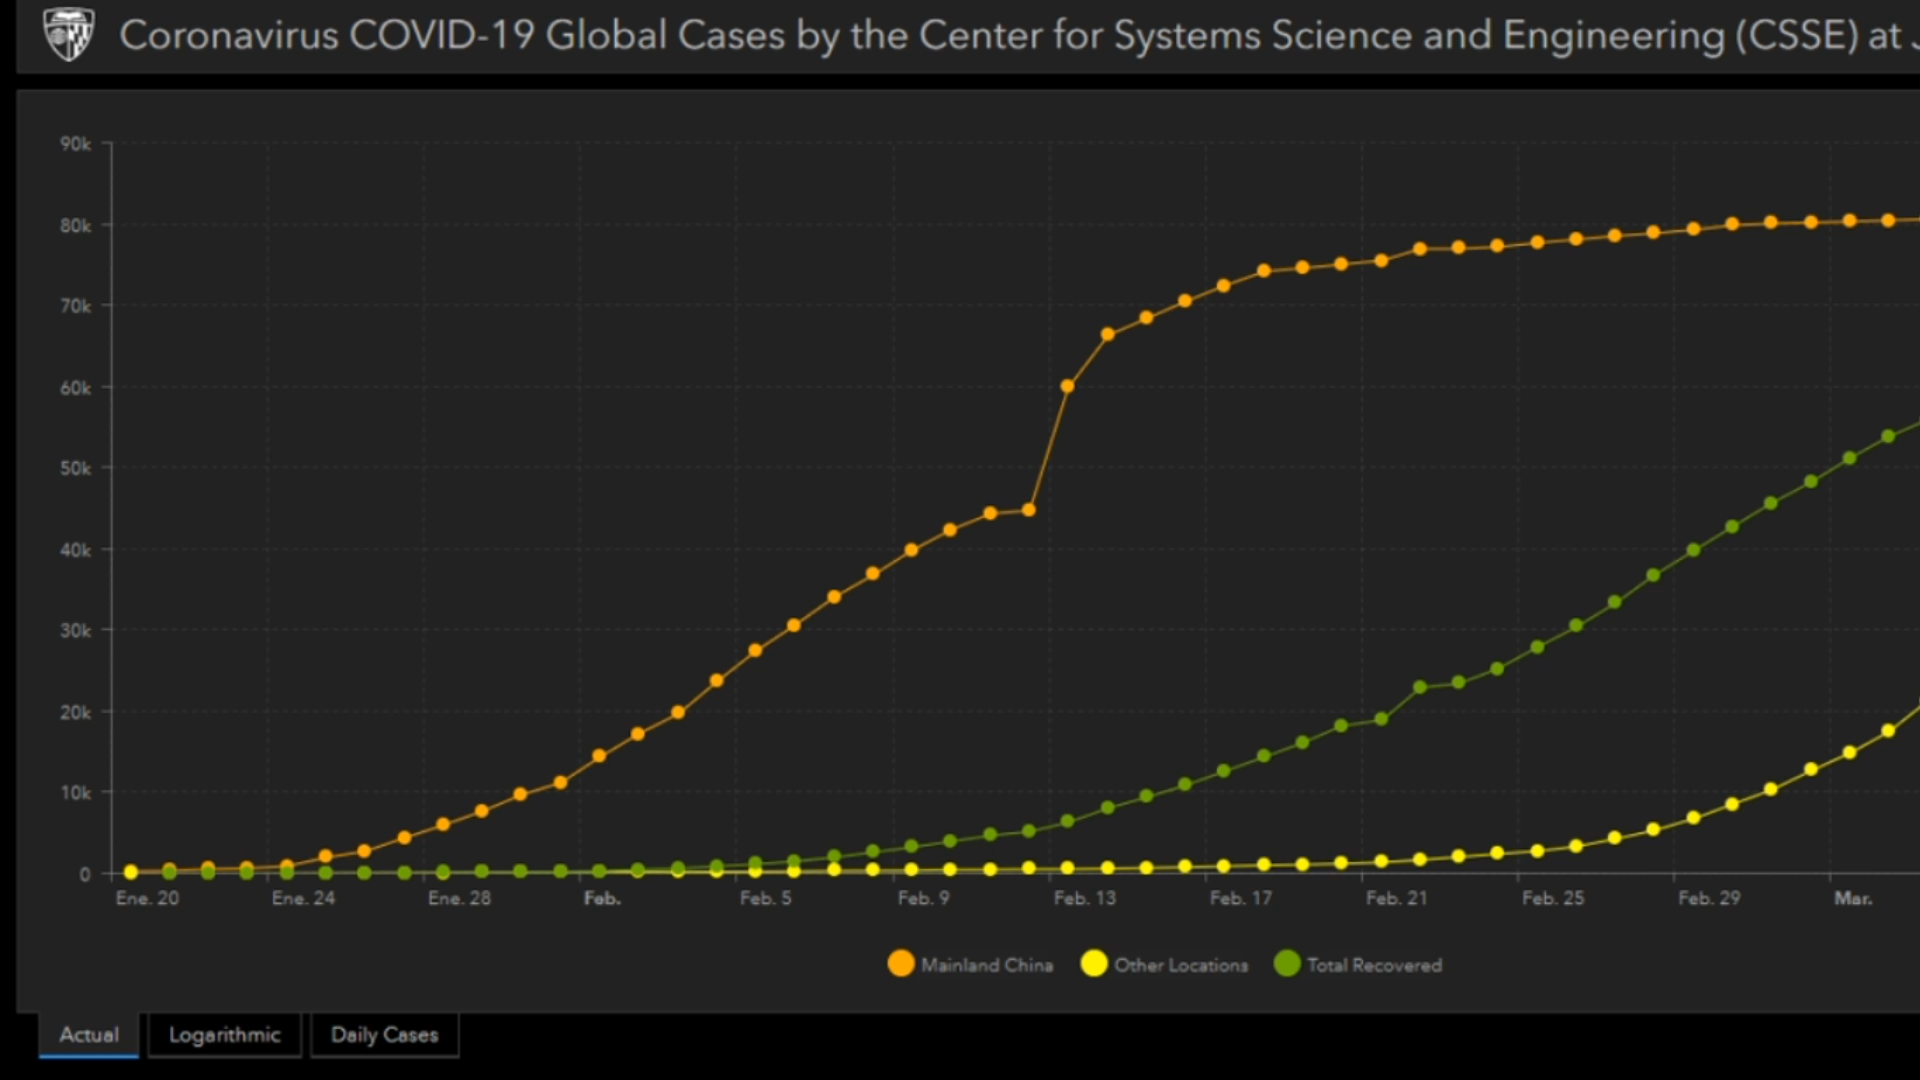 Coronavirus COVID-19 Global Cases by the Center for Systems Science and Engineering (CSSE) at
90k
80k
70k
60k
50k
40k
30k
20k
10k
0
Ene. 20 Ene. 24 Ene. 28 Feb. Feb. 5 Feb. 9 Feb. 13 Feb. 17 Feb. 21 Feb. 25 Feb. 29 Mar.
Mainland China Other Locations Total Recovered
Actual Logarithmic Daily Cases